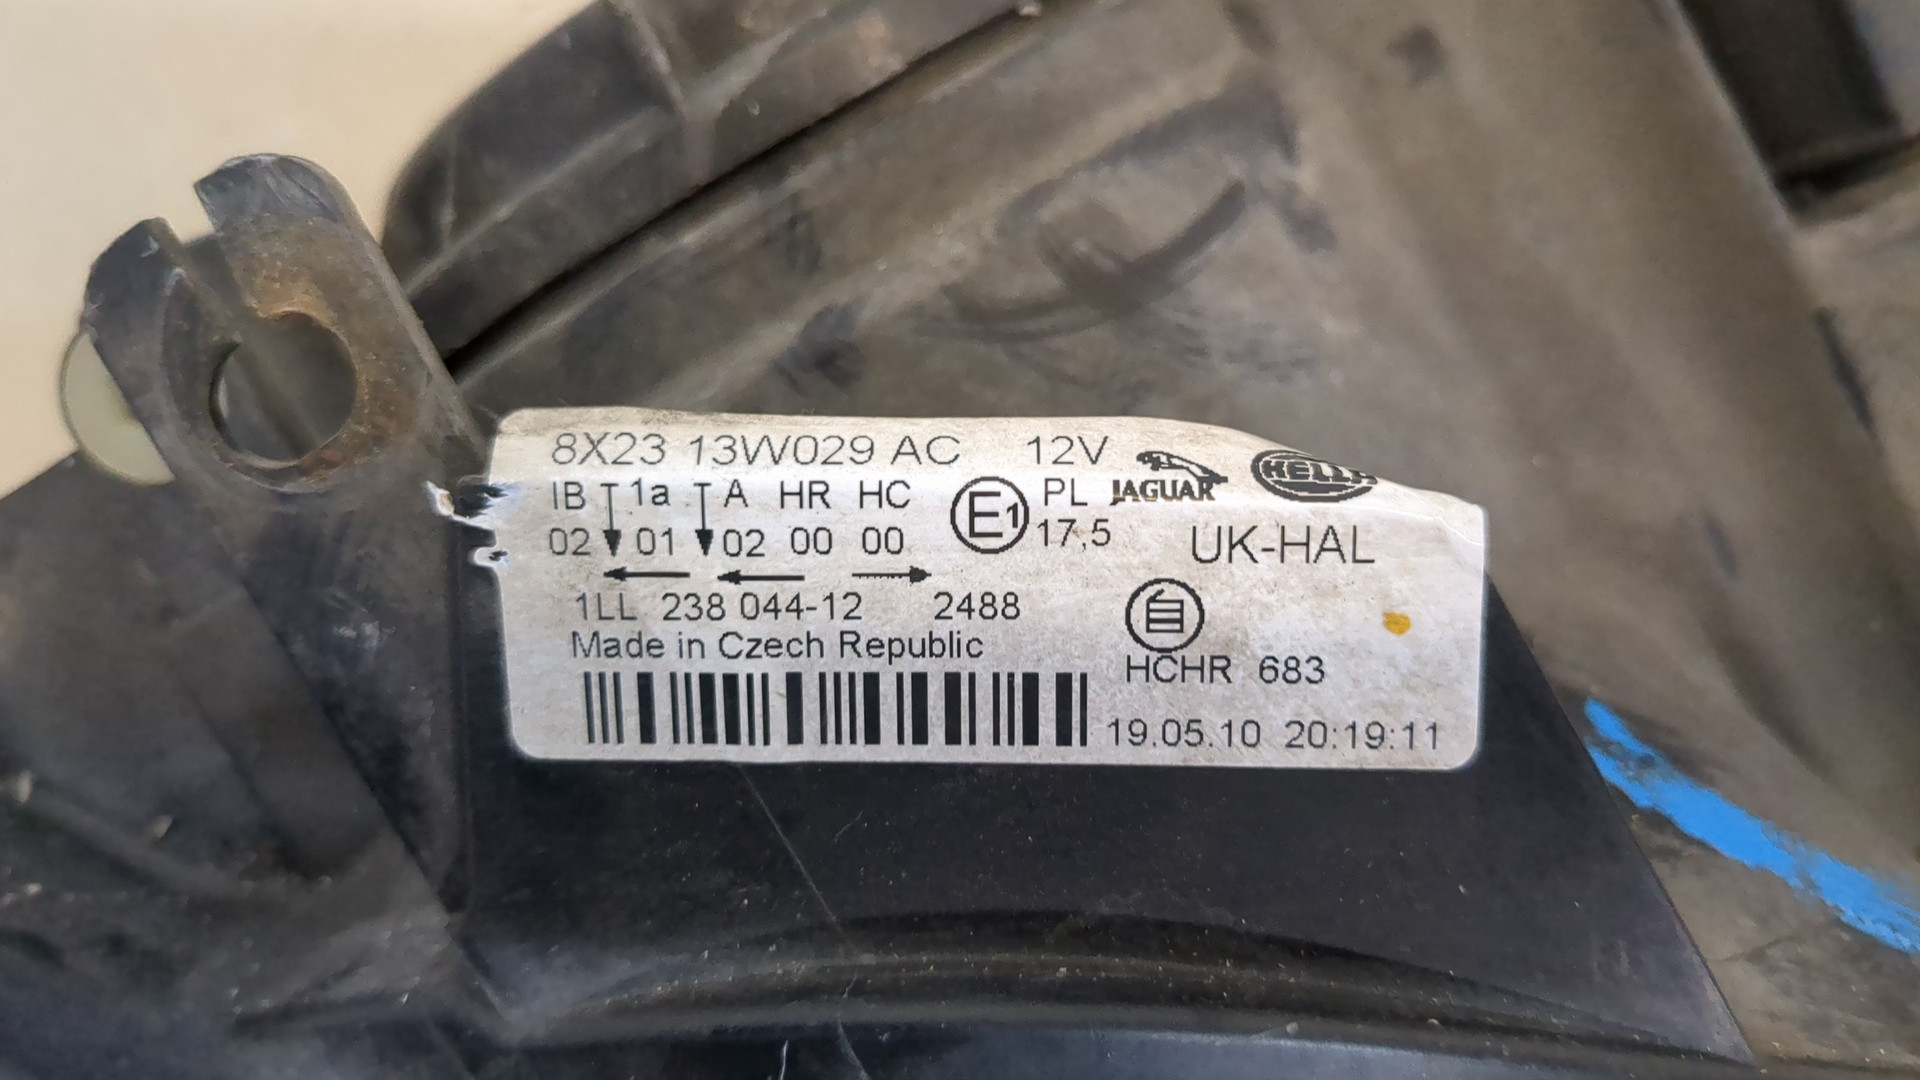 8X23 13W029 AC 12V JAGUAR HELLA
IB 1a A HR HC E1 PL
02 01 02 00 00 17,5 UK-HAL
1LL 238 044-12 2488
Made in Czech Republic
HCHR 683
19.05.10 20:19:11